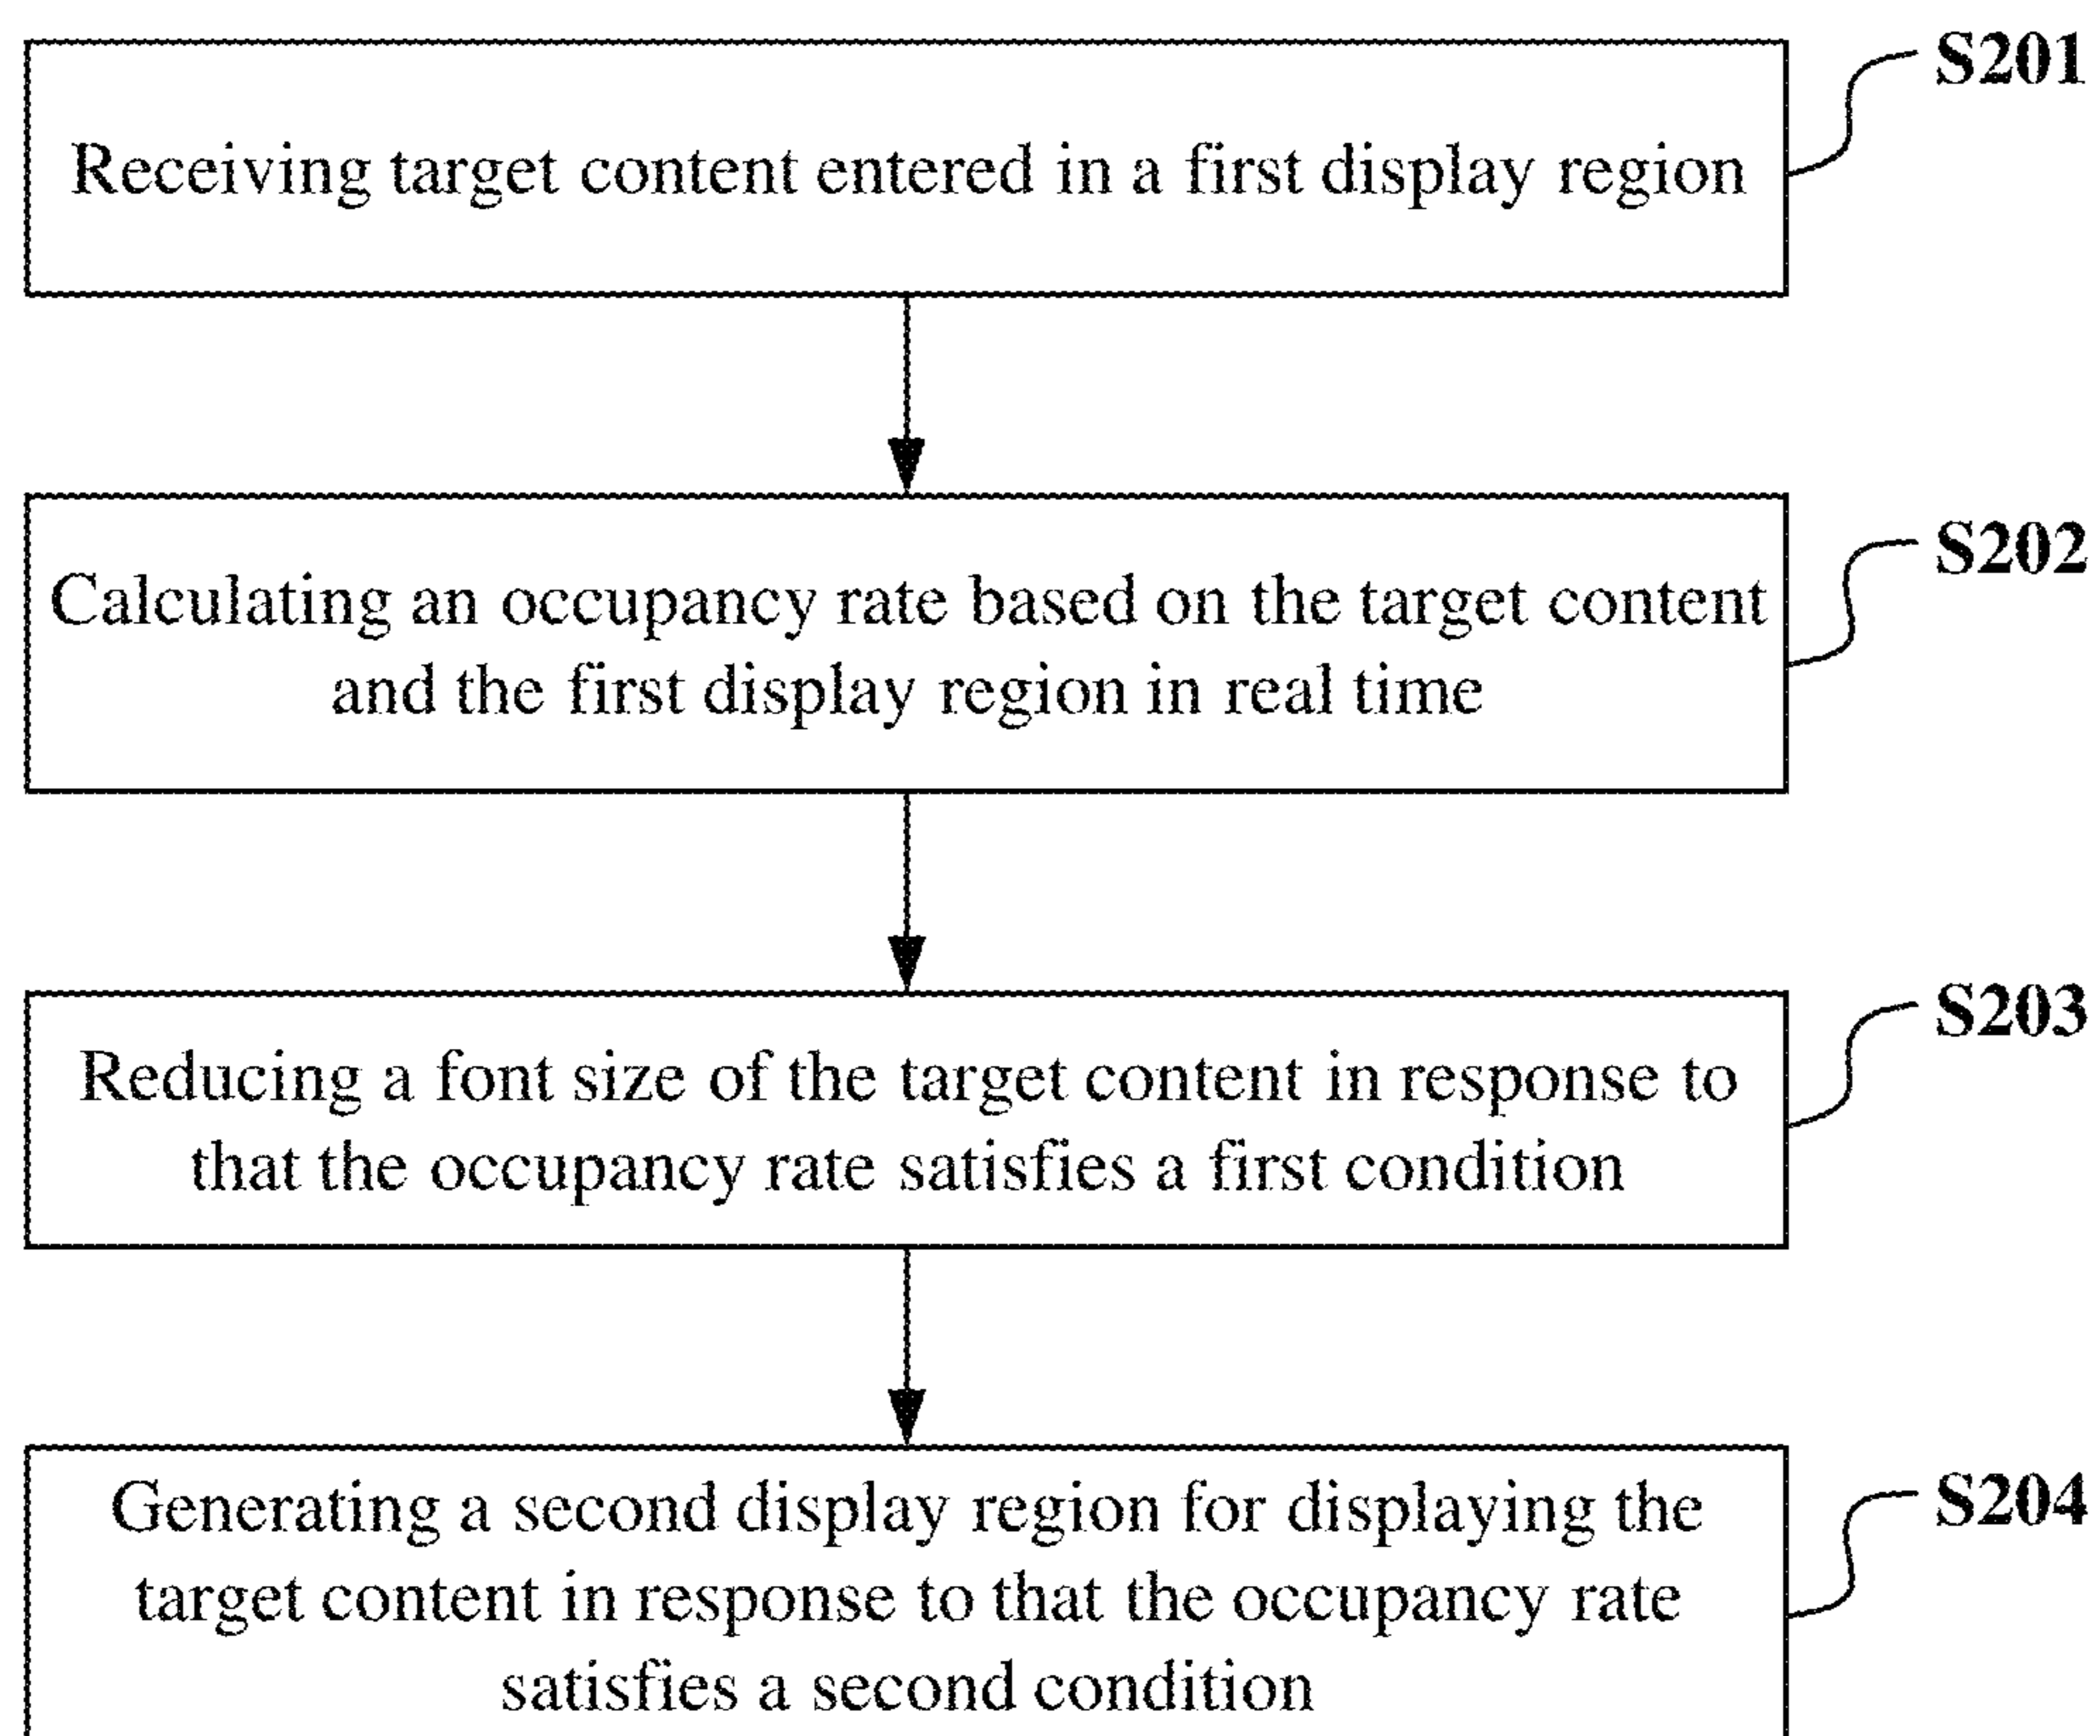 S201
Receiving target content entered in a first display region
S202
Calculating an occupancy rate based on the target content
and the first display region in real time
S203
Reducing a font size of the target content in response to
that the occupancy rate satisfies a first condition
S204
Generating a second display region for displaying the
target content in response to that the occupancy rate
satisfies a second condition